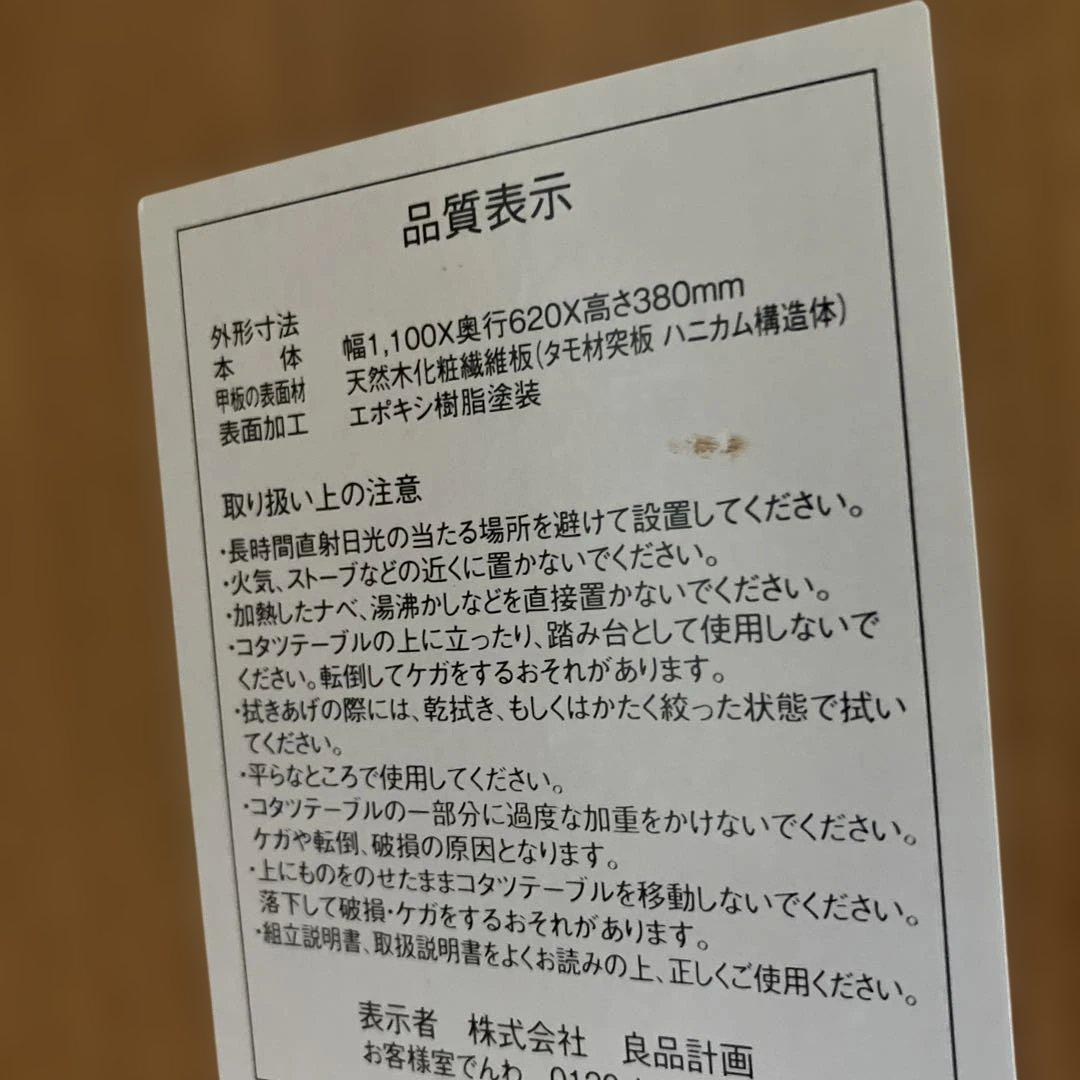 品質表示
外形寸法 幅1,100X奥行620X高さ380mm
本体
甲板の表面材 天然木化粧繊維板(タモ材突板 ハニカム構造体)
表面加工 エポキシ樹脂塗装
取り扱い上の注意
・長時間直射日光の当たる場所を避けて設置してください。
・火気、ストーブなどの近くに置かないでください。
・加熱したナベ、湯沸かしなどを直接置かないでください。
・コタツテーブルの上に立ったり、踏み台として使用しないで
ください。転倒してケガをするおそれがあります。
・拭きあげの際には、乾拭き、もしくはかたく絞った状態で拭い
てください。
・平らなところで使用してください。
・コタツテーブルの一部分に過度な加重をかけないでください。
ケガや転倒、破損の原因となります。
・上にものをのせたままコタツテーブルを移動しないでください。
落下して破損・ケガをするおそれがあります。
・組立説明書、取扱説明書をよくお読みの上、正しくご使用ください。
表示者 株式会社 良品計画
お客様室でんわ 0120